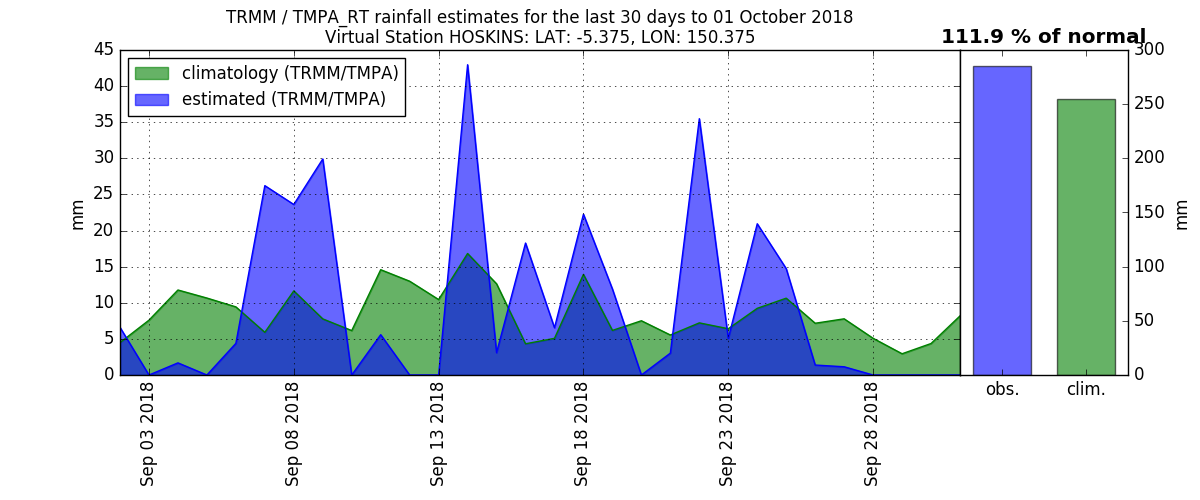 TRMM / TMPA_RT rainfall estimates for the last 30 days to 01 October 2018
Virtual Station HOSKINS: LAT: -5.375, LON: 150.375
111.9 % of normal
climatology (TRMM/TMPA)
estimated (TRMM/TMPA)
45
40
35
30
25
20
15
10
5
0
mm
Sep 03 2018
Sep 08 2018
Sep 13 2018
Sep 18 2018
Sep 23 2018
Sep 28 2018
300
250
200
150
100
50
0
mm
obs.
clim.